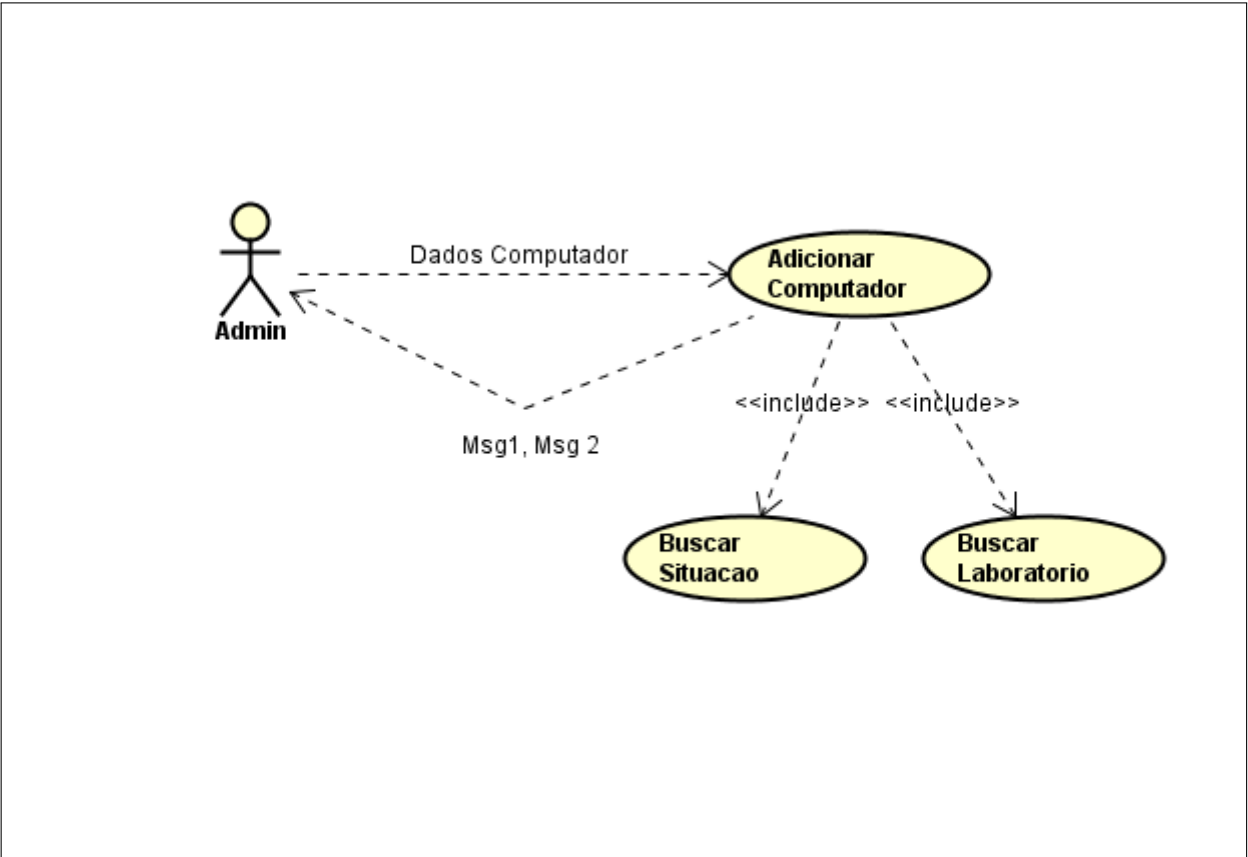 Dados Computador
Adicionar
Computador
Admin
<<include>>
<<include>>
Msg1, Msg 2
Buscar
Situacao
Buscar
Laboratorio